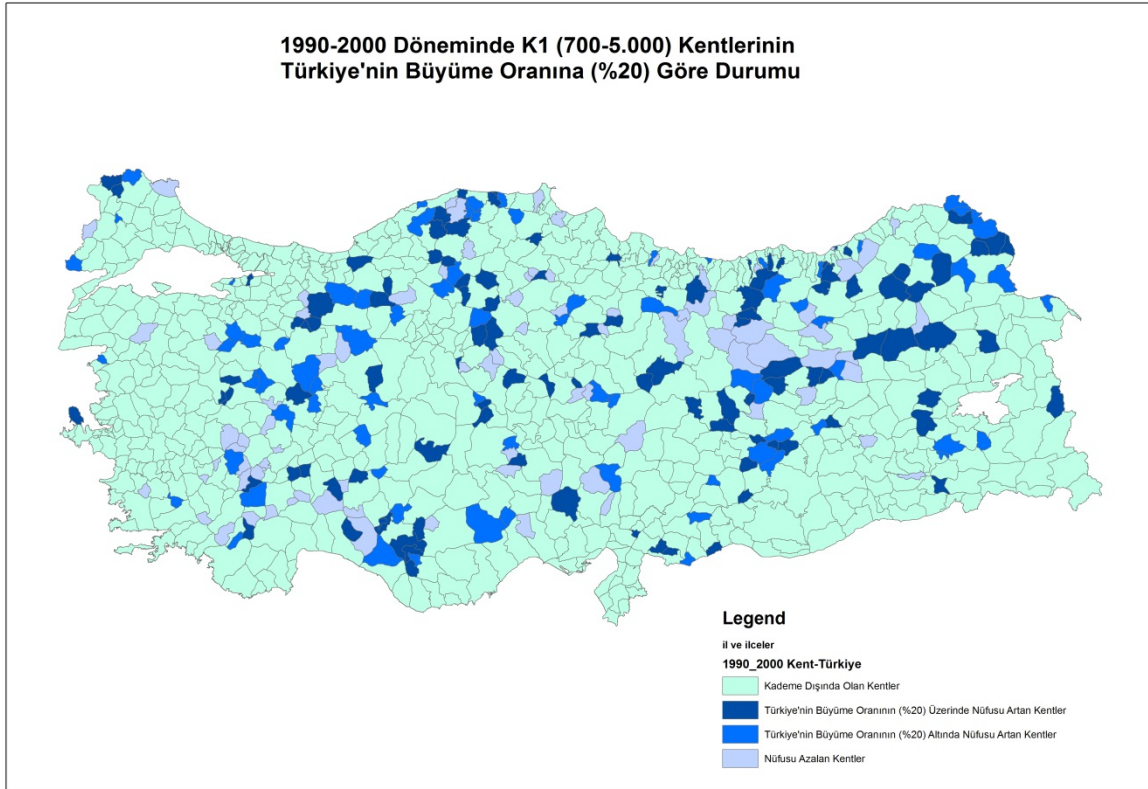 1990-2000 Döneminde K1 (700-5.000) Kentlerinin
Türkiye'nin Büyüme Oranına (%20) Göre Durumu
Legend
il ve ilceler
1990_2000 Kent-Türkiye
Kademe Dışında Olan Kentler
Türkiye'nin Büyüme Oranının (%20) Üzerinde Nüfusu Artan Kentler
Türkiye'nin Büyüme Oranının (%20) Altında Nüfusu Artan Kentler
Nüfusu Azalan Kentler